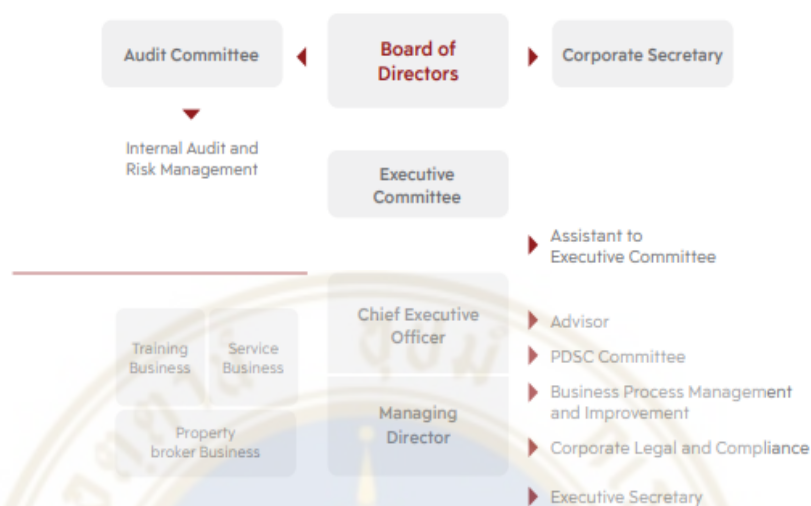 Audit Committee
Board of
Directors
Corporate Secretary
Internal Audit and
Risk Management
Executive
Committee
Assistant to
Executive Committee
Chief Executive
Officer
Advisor
Training
Business
Service
Business
PDSC Committee
Business Process Management
and Improvement
Managing
Director
Property
broker Business
Corporate Legal and Compliance
Executive Secretary